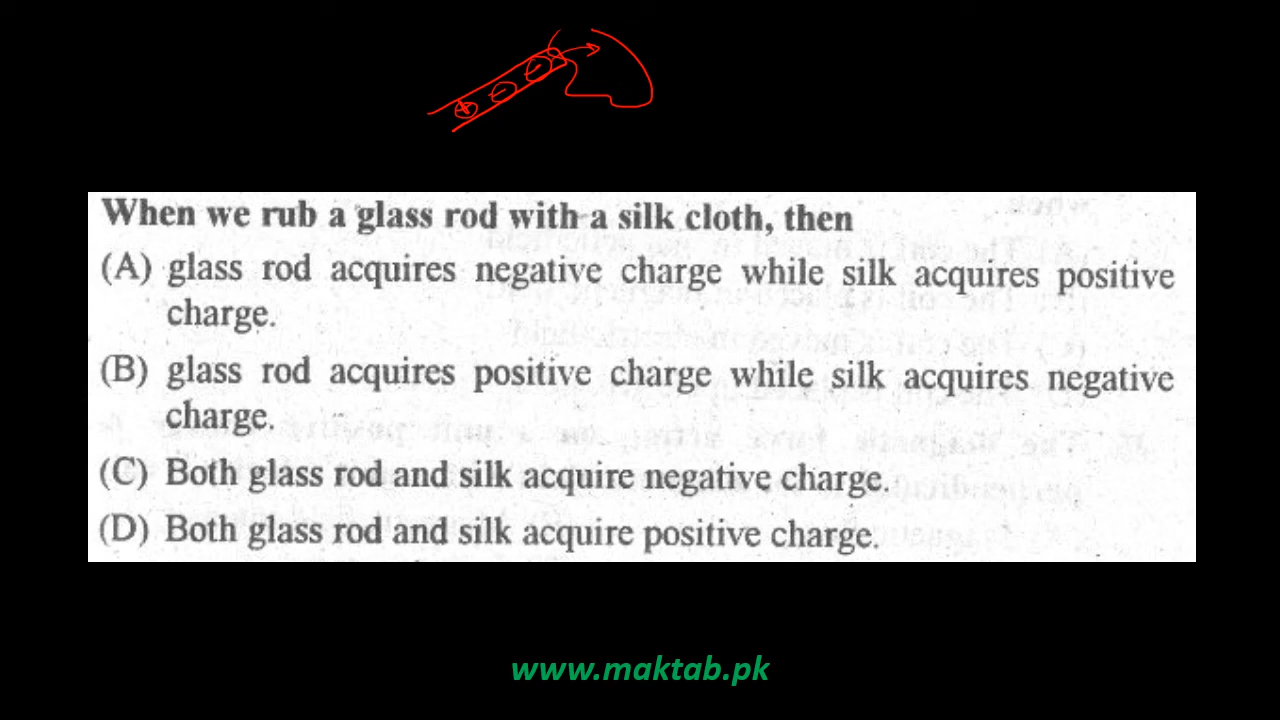 When we rub a glass rod with a silk cloth, then
(A) glass rod acquires negative charge while silk acquires positive
charge.
(B) glass rod acquires positive charge while silk acquires negative
charge.
(C) Both glass rod and silk acquire negative charge.
(D) Both glass rod and silk acquire positive charge.
www.maktab.pk